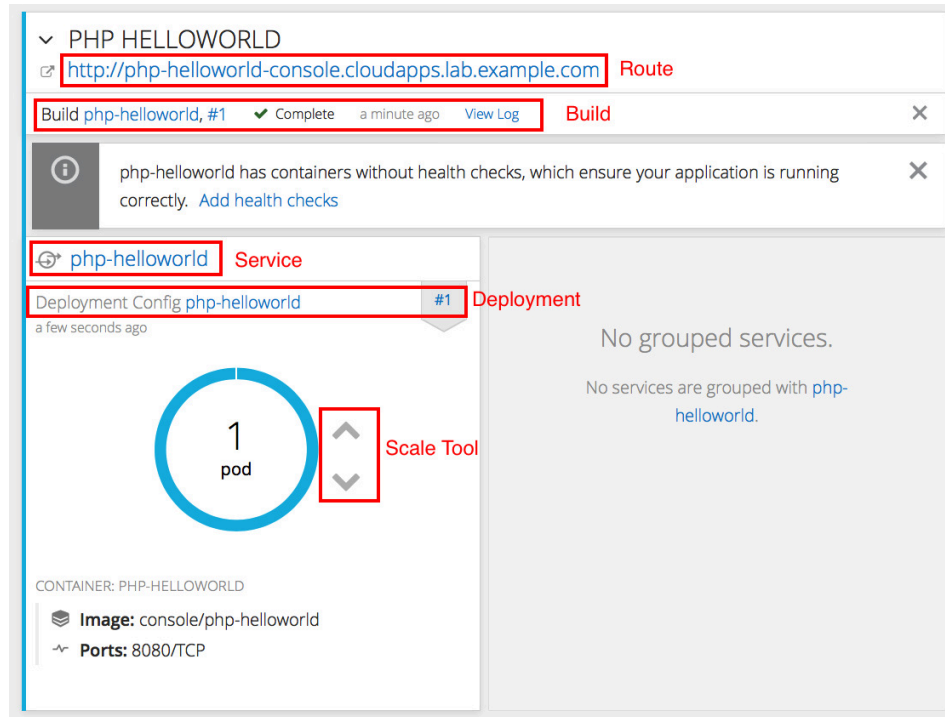 PHP HELLOWORLD
http://php-helloworld-console.cloudapps.lab.example.com Route
Build php-helloworld, #1 Complete a minute ago View Log Build
php-helloworld has containers without health checks, which ensure your application is running
correctly. Add health checks
php-helloworld Service
Deployment Config php-helloworld #1 Deployment
a few seconds ago
1
pod
Scale Tool
CONTAINER: PHP-HELLOWORLD
Image: console/php-helloworld
Ports: 8080/TCP
No grouped services.
No services are grouped with php-
helloworld.